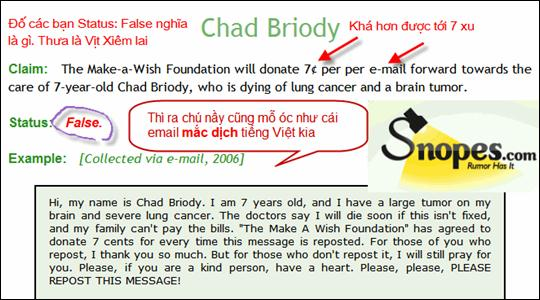 Đố các bạn Status: False nghĩa
là gì. Thưa là Vịt Xiêm lai
Chad Briody
Khá hơn được tới 7 xu
Claim: The Make-a-Wish Foundation will donate 7¢ per per e-mail forward towards the
care of 7-year-old Chad Briody, who is dying of lung cancer and a brain tumor.
Status: False.
Thì ra chú nầy cũng mỗ óc như cái
email mắc dịch tiếng Việt kia
Snopes.com
Rumor Has It
Example: [Collected via e-mail, 2006]
Hi, my name is Chad Briody. I am 7 years old, and I have a large tumor on my
brain and severe lung cancer. The doctors say I will die soon if this isn't fixed,
and my family can't pay the bills. "The Make A Wish Foundation" has agreed to
donate 7 cents for every time this message is reposted. For those of you who
repost, I thank you so much. But for those who don't repost it, I will still pray for
you. Please, if you are a kind person, have a heart. Please, please, PLEASE
REPOST THIS MESSAGE!